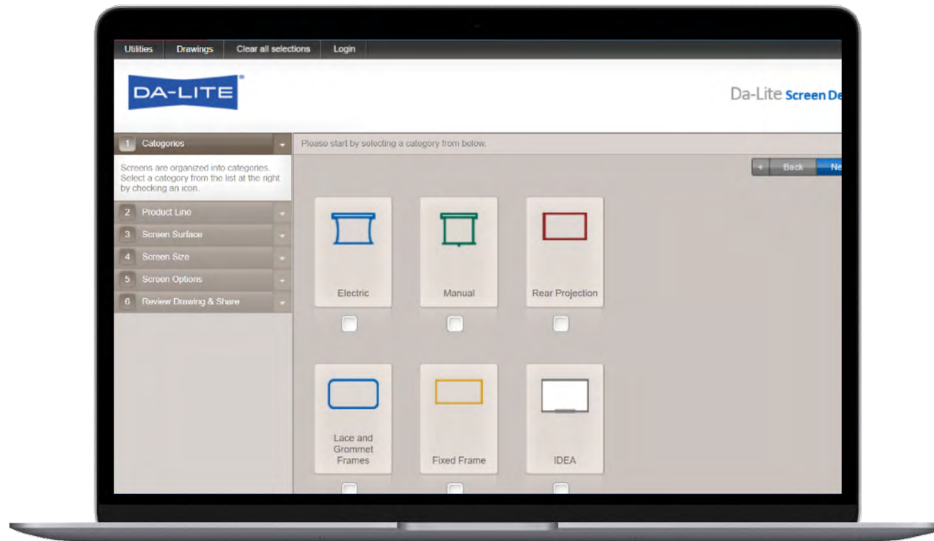 Utilities Drawings Clear all selections Login
DA-LITE
Da-Lite Screen De
1 Categories
Please start by selecting a category from below.
Screens are organized into categories.
Select a category from the list at the right
by checking an icon.
Back Ne
2 Product Line
3 Screen Surface
4 Screen Size
5 Screen Options
6 Review Drawing & Share
Electric Manual Rear Projection
Lace and
Grommet
Frames Fixed Frame IDEA